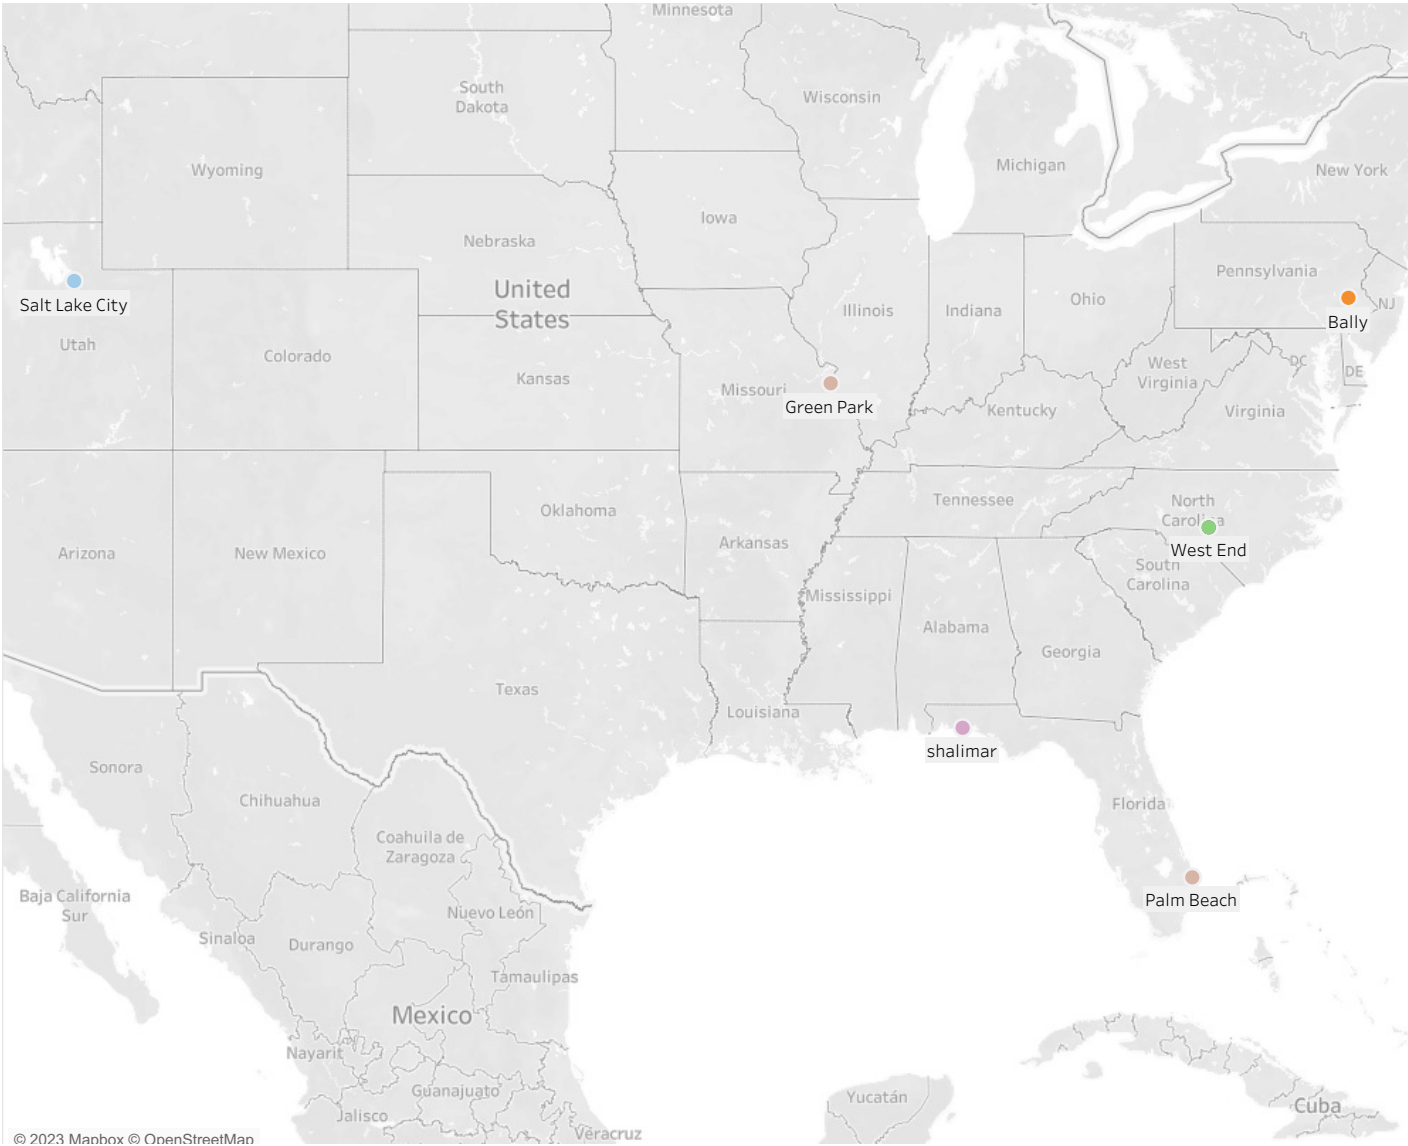 Minnesota
South
Dakota
Wisconsin
Wyoming
Michigan
New York
Iowa
Nebraska
Pennsylvania
United
States
Salt Lake City
Illinois
Indiana
Ohio
NJ
Bally
Utah
Colorado
Kansas
Missouri
Green Park
West
Virginia
DC
DE
Kentucky
Virginia
Tennessee
North
Carolina
West End
Oklahoma
Arkansas
Arizona
New Mexico
South
Carolina
Mississippi
Alabama
Georgia
Texas
Louisiana
shalimar
Sonora
Chihuahua
Florida
Coahuila de
Zaragoza
Palm Beach
Baja California
Sur
Nuevo León
Sinaloa
Durango
Tamaulipas
Mexico
Nayarit
Guanajuato
Yucatán
Jalisco
Cuba
Veracruz
© 2023 Mapbox © OpenStreetMap